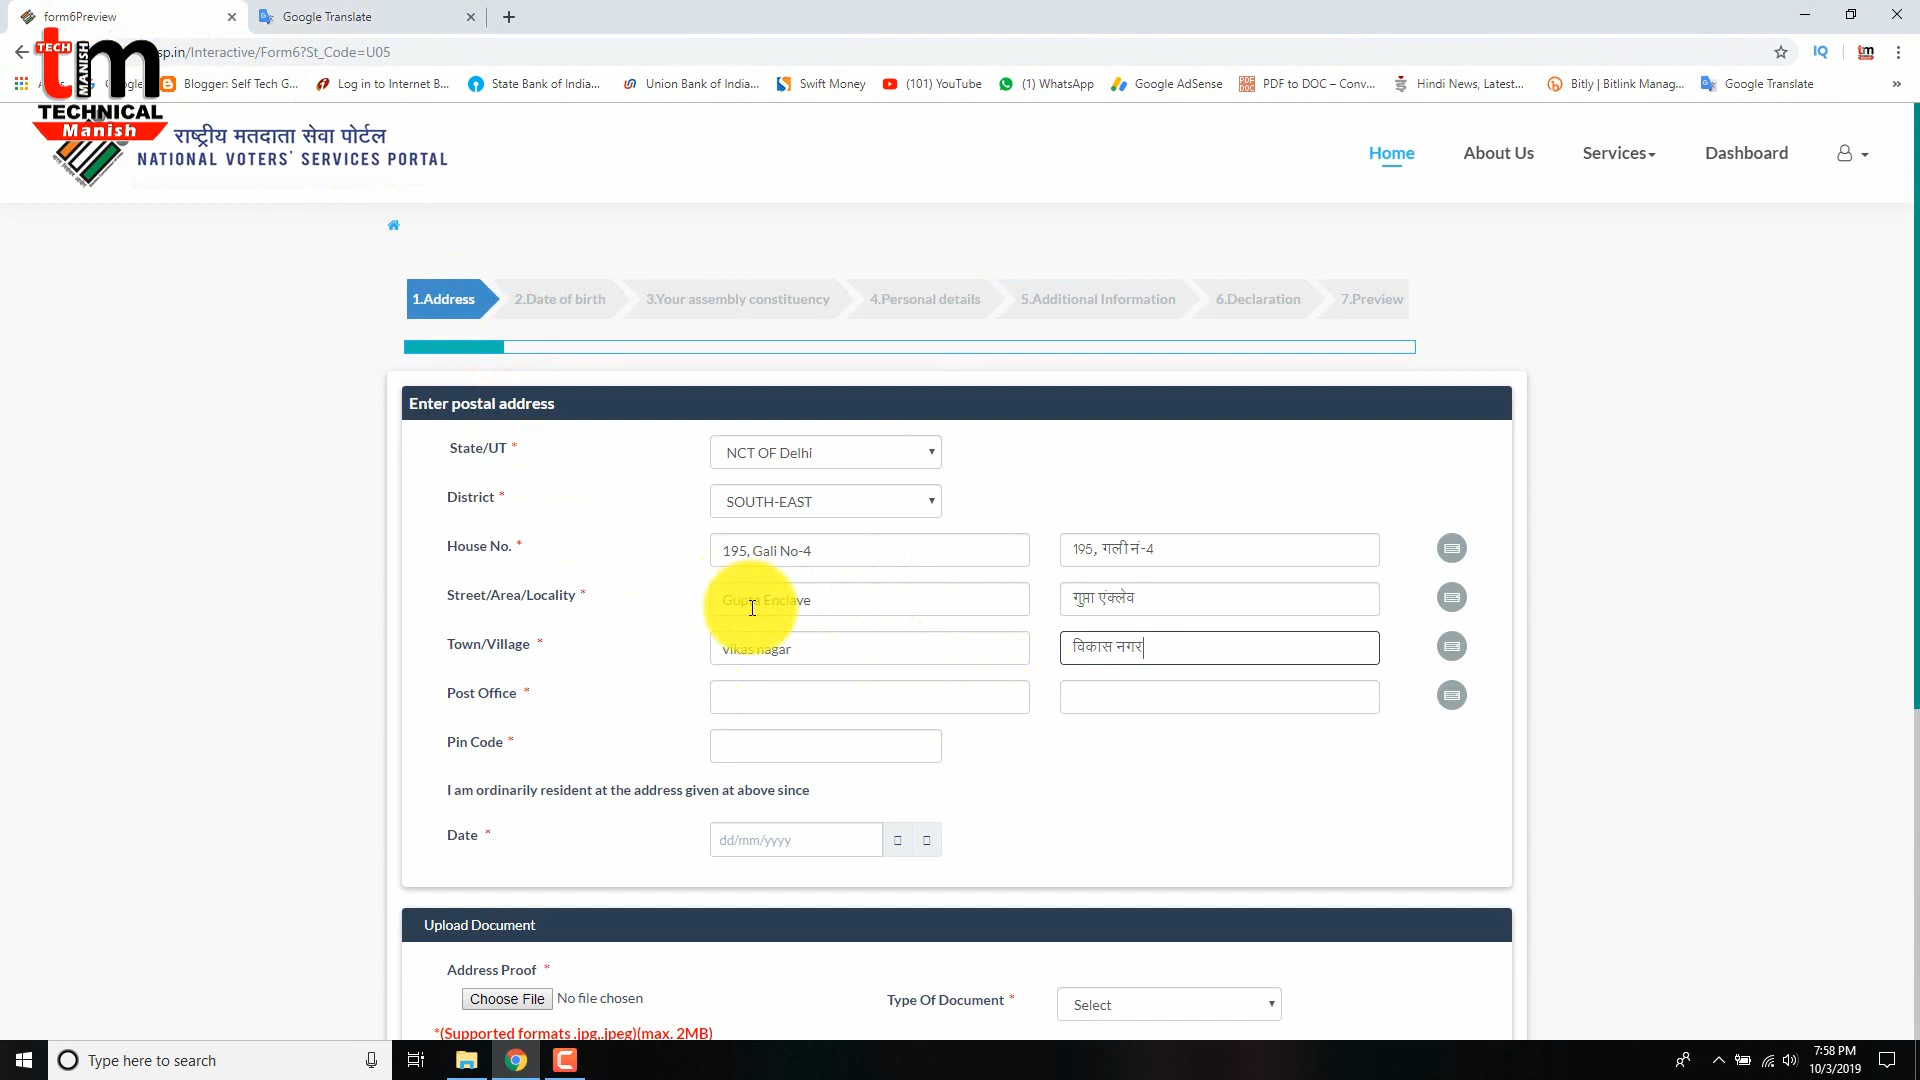 form6Preview
Google Translate
sp.in/Interactive/Form6?St_Code=U05
IQ
tm
Blogger: Self Tech G...
Log in to Internet B...
State Bank of India...
Union Bank of India...
Swift Money
(101) YouTube
(1) WhatsApp
Google AdSense
PDF to DOC – Conv...
Hindi News, Latest...
Bitly | Bitlink Manag...
Google Translate
»
TECH
MANISH
tm
TECHNICAL
Manish
राष्ट्रीय मतदाता सेवा पोर्टल
NATIONAL VOTERS' SERVICES PORTAL
Home
About Us
Services
Dashboard
1.Address
2.Date of birth
3.Your assembly constituency
4.Personal details
5.Additional Information
6.Declaration
7.Preview
Enter postal address
State/UT *
NCT OF Delhi
District *
SOUTH-EAST
House No. *
195, Gali No-4
195, गली नं-4
Street/Area/Locality *
Gupta Enclave
गुप्ता एंक्लेव
Town/Village *
vikas nagar
विकास नगर
Post Office *
Pin Code *
I am ordinarily resident at the address given at above since
Date *
dd/mm/yyyy
Upload Document
Address Proof *
Choose File No file chosen
Type Of Document *
Select
*(Supported formats .jpg,.jpeg)(max. 2MB)
Type here to search
7:58 PM
10/3/2019